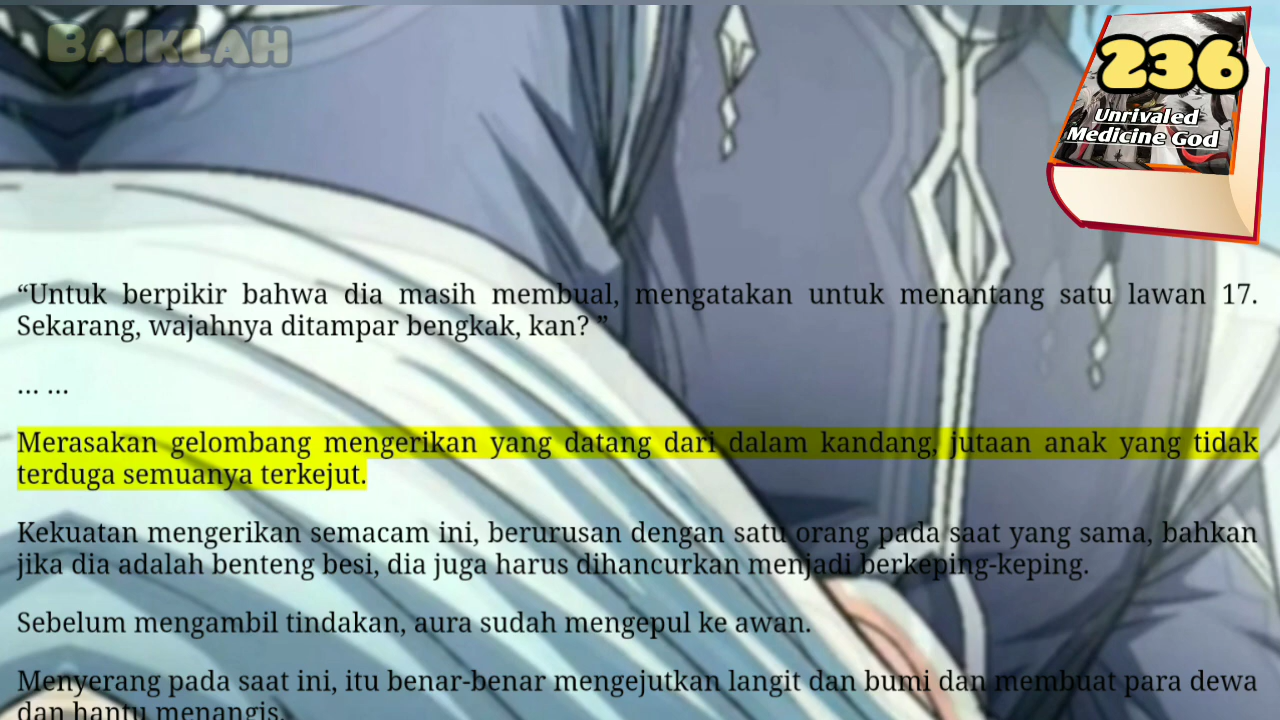 BAIKLAH
236
Unrivaled
Medicine God
“Untuk berpikir bahwa dia masih membual, mengatakan untuk menantang satu lawan 17.
Sekarang, wajahnya ditampar bengkak, kan? ”
... ...
Merasakan gelombang mengerikan yang datang dari dalam kandang, jutaan anak yang tidak
terduga semuanya terkejut.
Kekuatan mengerikan semacam ini, berurusan dengan satu orang pada saat yang sama, bahkan
jika dia adalah benteng besi, dia juga harus dihancurkan menjadi berkeping-keping.
Sebelum mengambil tindakan, aura sudah mengepul ke awan.
Menyerang pada saat ini, itu benar-benar mengejutkan langit dan bumi dan membuat para dewa
dan hantu menangis.